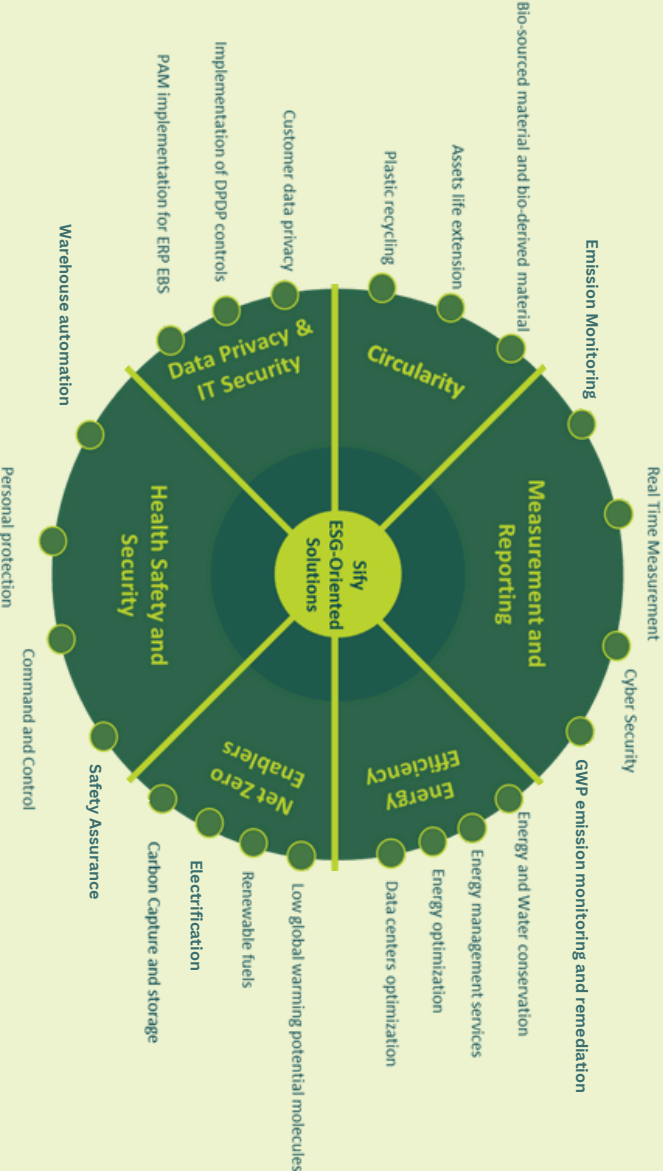 Emission Monitoring
Real Time Measurement
Cyber Security
GWP emission monitoring and remediation
Measurement and
Reporting
Bio-sourced material and bio-derived material
Assets life extension
Plastic recycling
Circularity
Energy and Water conservation
Energy management services
Energy optimization
Data centers optimization
Energy
Efficiency
Sify
ESG-Oriented
Solutions
Customer data privacy
Implementation of DPDP controls
PAM implementation for ERP EBS
Data Privacy &
IT Security
Low global warming potential molecules
Renewable fuels
Electrification
Carbon Capture and storage
Net Zero
Enablers
Health Safety and
Security
Warehouse automation
Personal protection
Command and Control
Safety Assurance